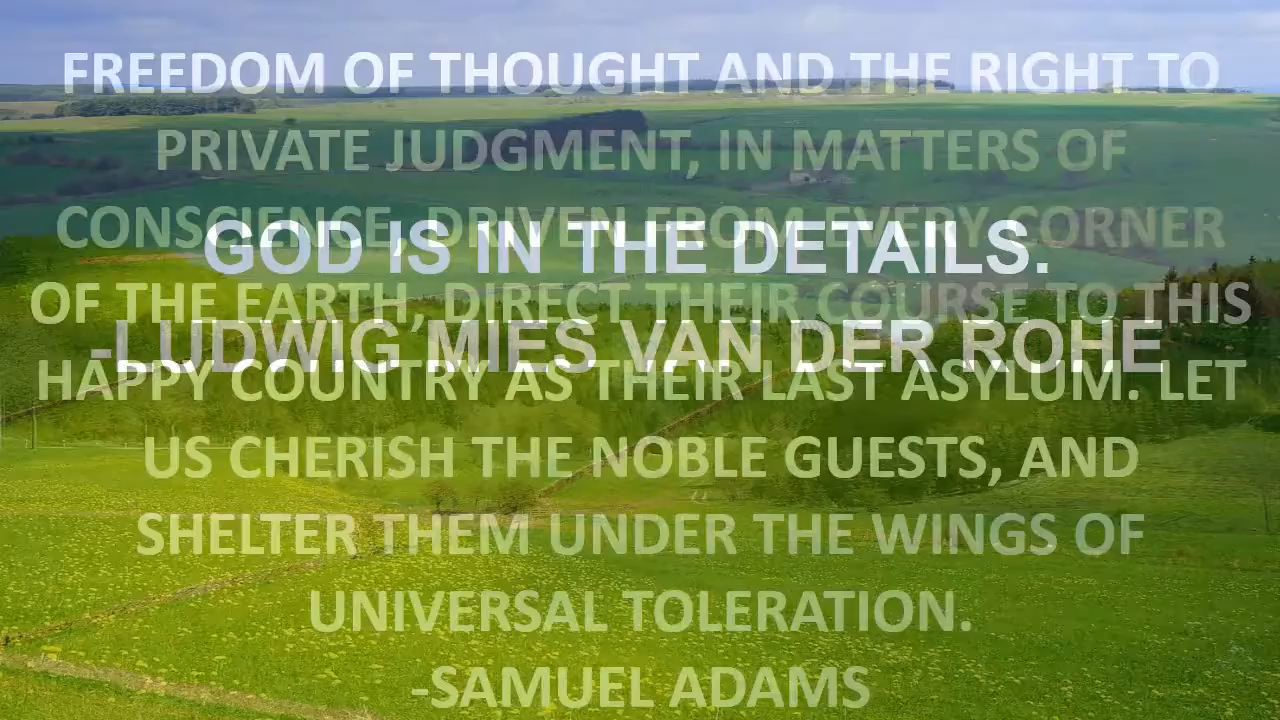 FREEDOM OF THOUGHT AND THE RIGHT TO
PRIVATE JUDGMENT, IN MATTERS OF
CONSCIENCE, DRIVEN FROM EVERY CORNER
OF THE EARTH, DIRECT THEIR COURSE TO THIS
HAPPY COUNTRY AS THEIR LAST ASYLUM. LET
US CHERISH THE NOBLE GUESTS, AND
SHELTER THEM UNDER THE WINGS OF
UNIVERSAL TOLERATION.
-SAMUEL ADAMS
GOD IS IN THE DETAILS.
-LUDWIG MIES VAN DER ROHE